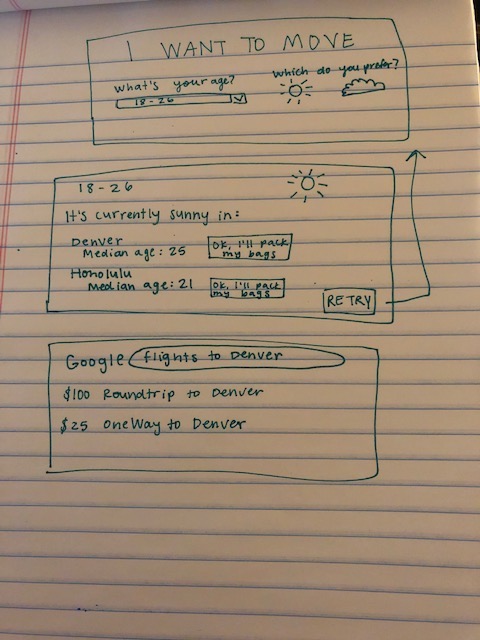 I WANT TO MOVE
What's your age?
Which do you prefer?
18-26
18-26
It's currently sunny in:
Denver
Median age: 25
OK, I'll pack
my bags
Honolulu
Median age: 21
OK, I'll pack
my bags
RETRY
Google flights to Denver
$100 Roundtrip to Denver
$25 One Way to Denver